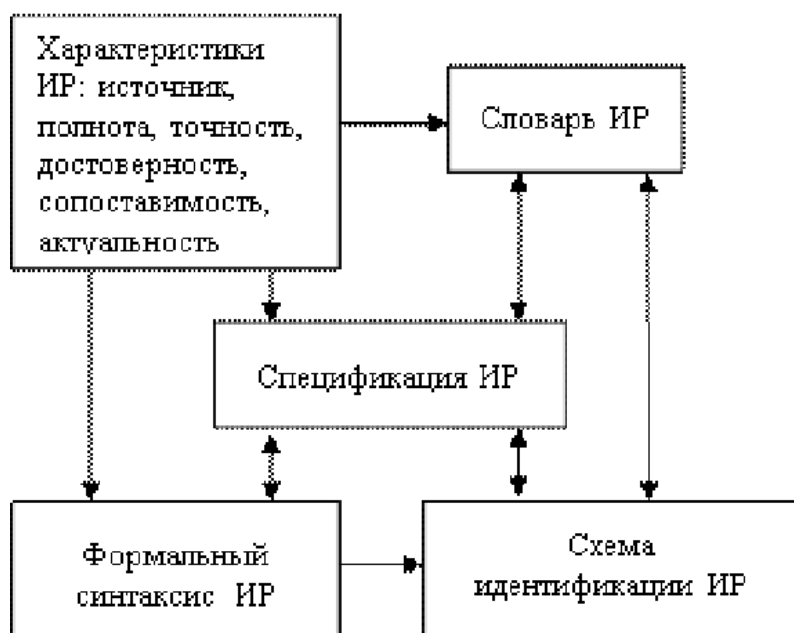 Характеристики
ИР: источник,
полнота, точность,
достоверность,
сопоставимость,
актуальность
Словарь ИР
Спецификация ИР
Формальный
синтаксис ИР
Схема
идентификации ИР